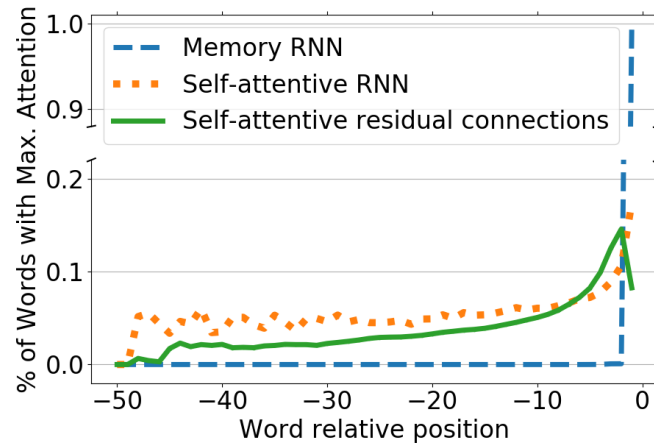 % of Words with Max. Attention
1.0
0.9
0.2
0.1
0.0
Memory RNN
Self-attentive RNN
Self-attentive residual connections
−50 −40 −30 −20 −10 0
Word relative position